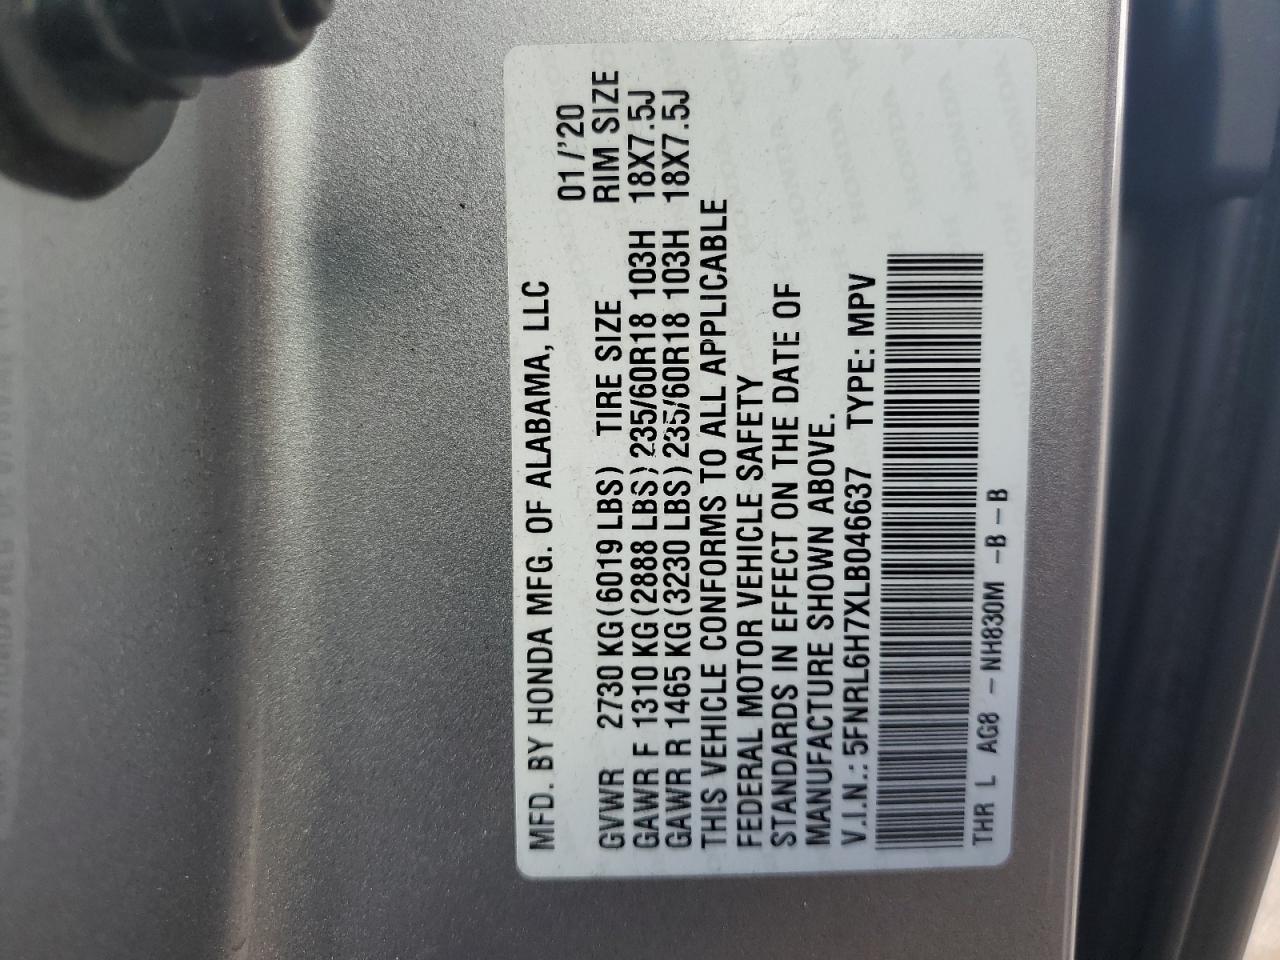 MFD. BY HONDA MFG. OF ALABAMA, LLC 01/'20
GVWR 2730 KG(6019 LBS) TIRE SIZE RIM SIZE
GAWR F 1310 KG(2888 LBS)235/60R18 103H 18X7.5J
GAWR R 1465 KG(3230 LBS)235/60R18 103H 18X7.5J
THIS VEHICLE CONFORMS TO ALL APPLICABLE
FEDERAL MOTOR VEHICLE SAFETY
STANDARDS IN EFFECT ON THE DATE OF
MANUFACTURE SHOWN ABOVE.
V.I.N.: 5FNRL6H7XLB046637 TYPE: MPV
THR L AG8 - NH830M -B-B